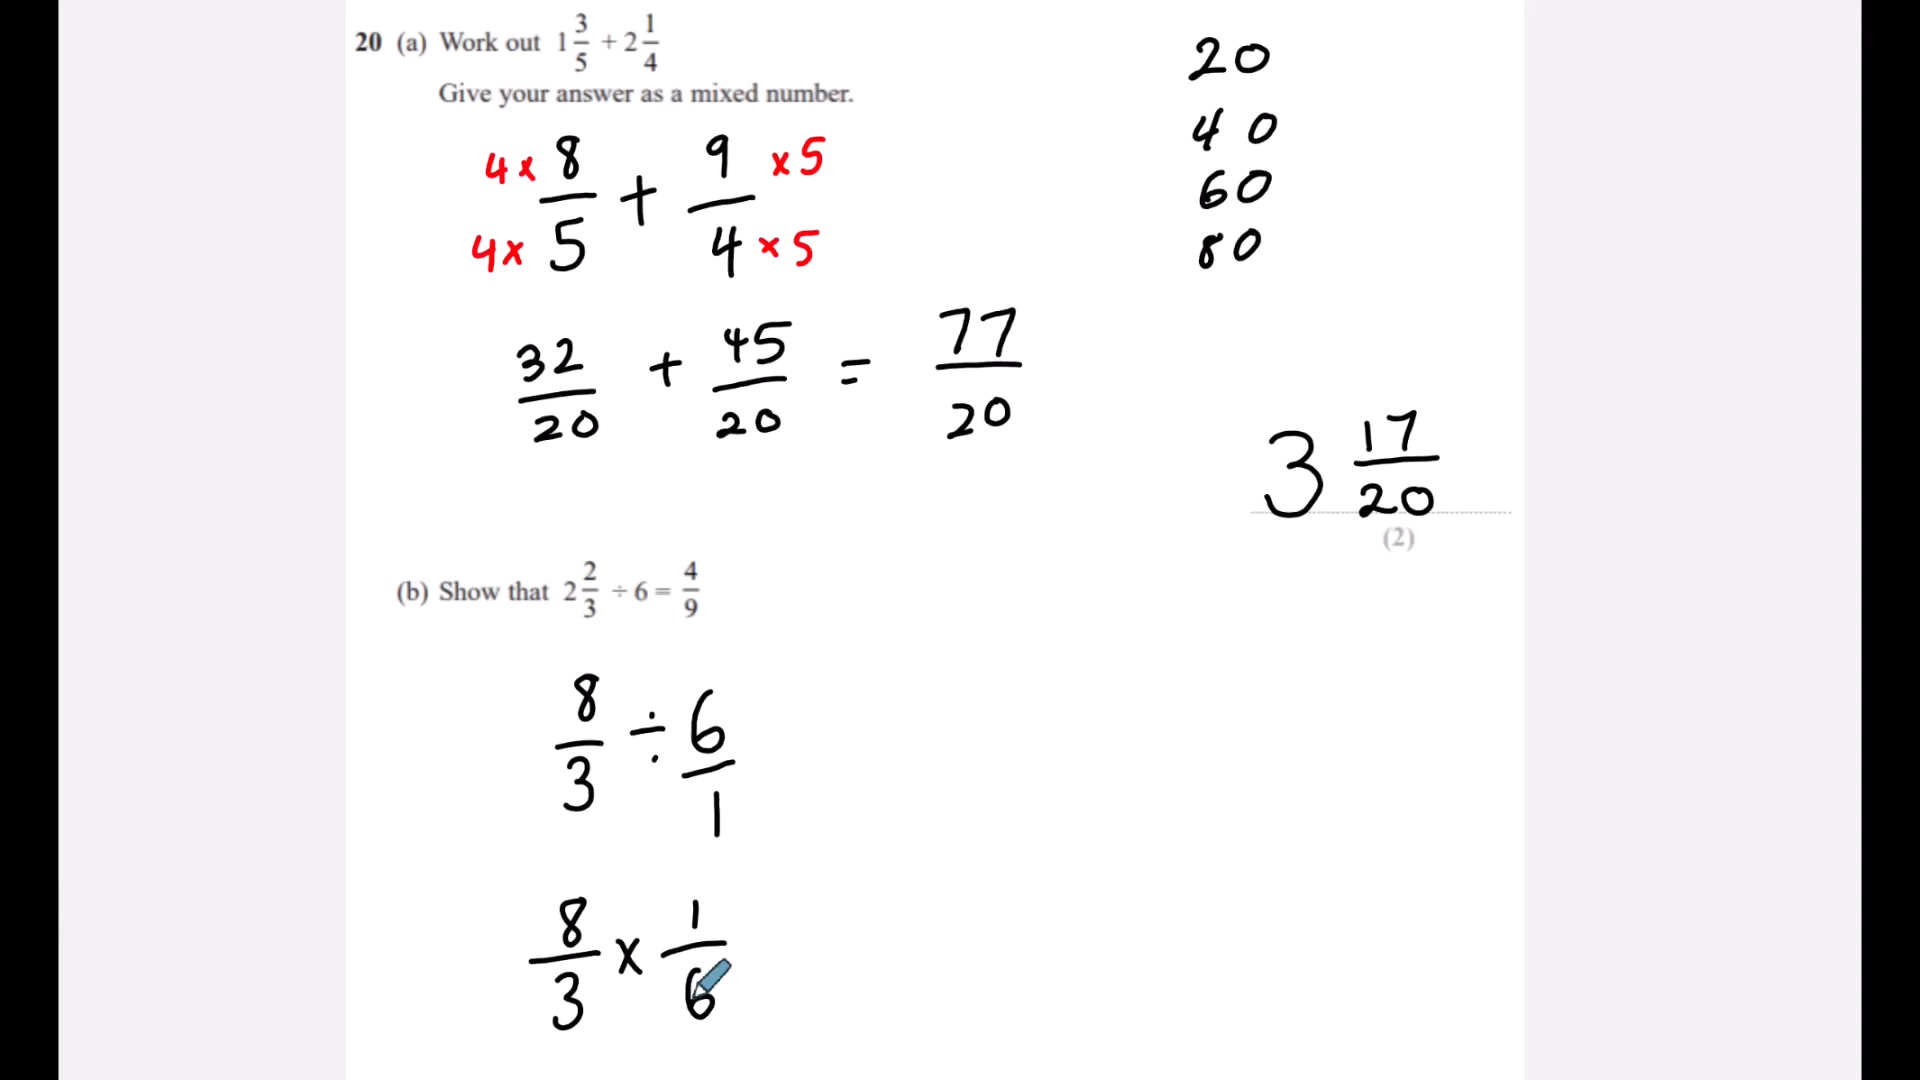 20 (a) Work out 1 3/5 + 2 1/4
Give your answer as a mixed number.
4 × 8/5 + 9/4 × 5
4 × × 5
32/20 + 45/20 = 77/20
20
40
60
80
3 17/20
(2)
(b) Show that 2 2/3 ÷ 6 = 4/9
8/3 ÷ 6/1
8/3 × 1/6